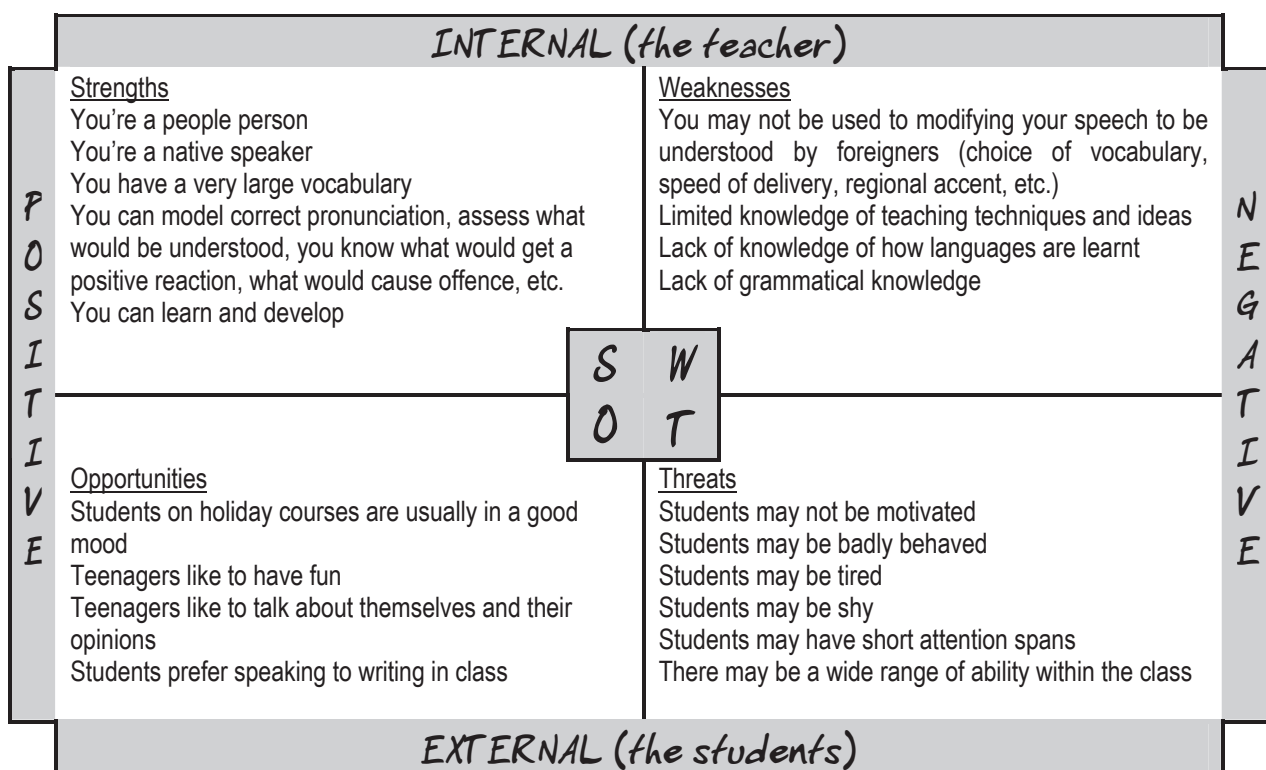 INTERNAL (the teacher)
POSITIVE
Strengths
You're a people person
You're a native speaker
You have a very large vocabulary
You can model correct pronunciation, assess what
would be understood, you know what would get a
positive reaction, what would cause offence, etc.
You can learn and develop
Weaknesses
You may not be used to modifying your speech to be
understood by foreigners (choice of vocabulary,
speed of delivery, regional accent, etc.)
Limited knowledge of teaching techniques and ideas
Lack of knowledge of how languages are learnt
Lack of grammatical knowledge
NEGATIVE
S W
O T
Opportunities
Students on holiday courses are usually in a good
mood
Teenagers like to have fun
Teenagers like to talk about themselves and their
opinions
Students prefer speaking to writing in class
Threats
Students may not be motivated
Students may be badly behaved
Students may be tired
Students may be shy
Students may have short attention spans
There may be a wide range of ability within the class
EXTERNAL (the students)